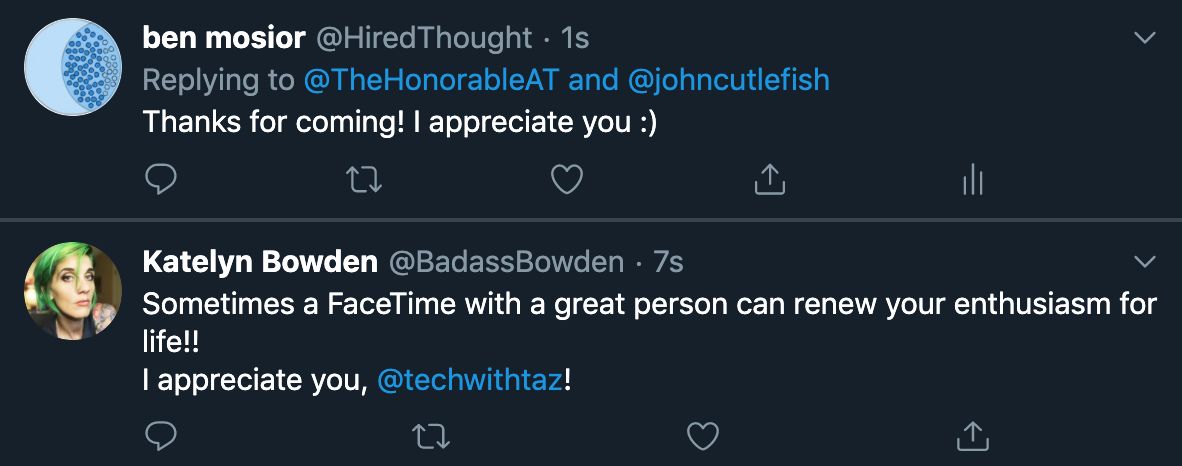 ben mosior @HiredThought · 1s
Replying to @TheHonorableAT and @johncutlefish
Thanks for coming! I appreciate you :)
Katelyn Bowden @BadassBowden · 7s
Sometimes a FaceTime with a great person can renew your enthusiasm for
life!!
I appreciate you, @techwithtaz!